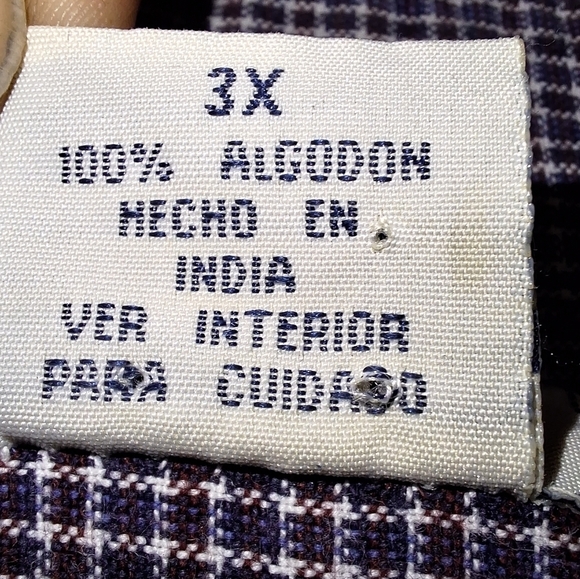 3X
100% ALGODON
HECHO EN
INDIA
VER INTERIOR
PARA CUIDADO